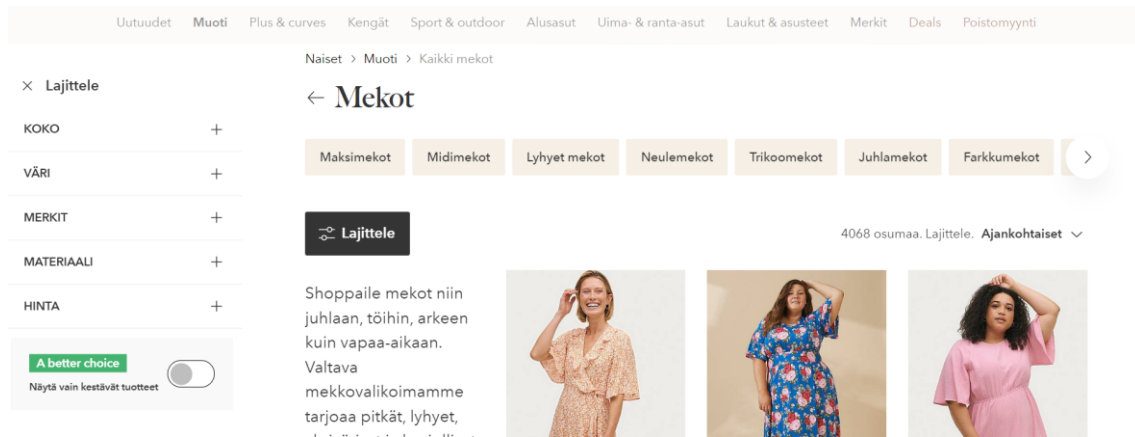 Uutuudet Muoti Plus & curves Kengät Sport & outdoor Alusasut Uima- & ranta-asut Laukut & asusteet Merkit Deals Poistomyynti
Naiset > Muoti > Kaikki mekot
× Lajittele
← Mekot
KOKO +
VÄRI +
MERKIT +
MATERIAALI +
HINTA +
A better choice
Näytä vain kestävät tuotteet
Maksimekot Midimekot Lyhyet mekot Neulemekot Trikoomekot Juhlamekot Farkkumekot
Lajittele
4068 osumaa. Lajittele. Ajankohtaiset
Shoppaile mekot niin
juhlaan, töihin, arkeen
kuin vapaa-aikaan.
Valtava
mekkovalikoimamme
tarjoaa pitkät, lyhyet,